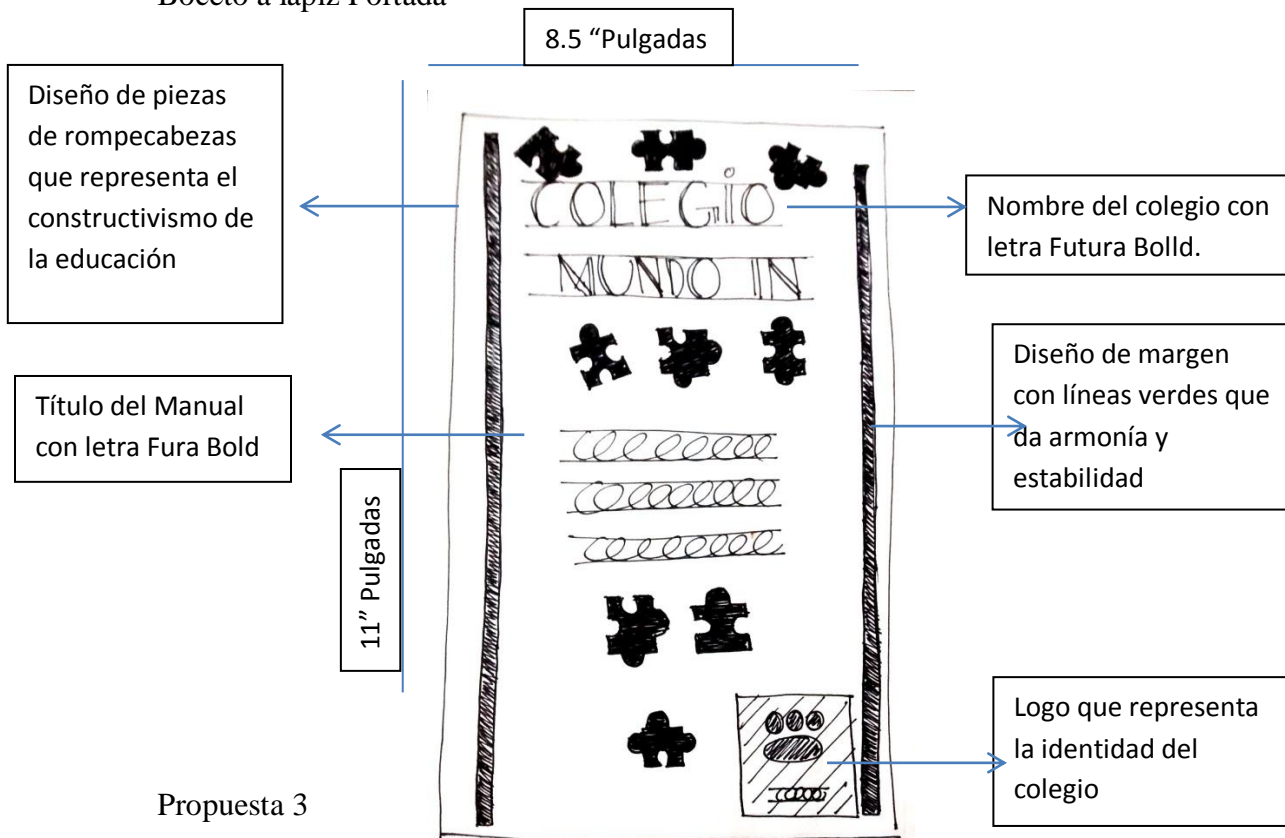 Boceto a lápiz Portada
8.5 “Pulgadas
Diseño de piezas
de rompecabezas
que representa el
constructivismo de
la educación
COLEGiO
MUNDO IN
Nombre del colegio con
letra Futura Bolld.
Diseño de margen
con líneas verdes que
da armonía y
estabilidad
Título del Manual
con letra Fura Bold
11” Pulgadas
Logo que representa
la identidad del
colegio
Propuesta 3